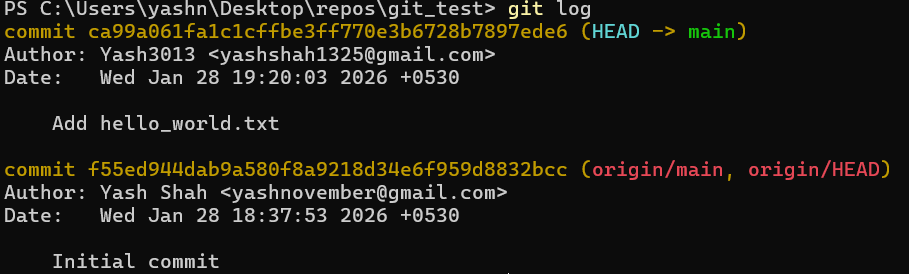 PS C:\Users\yashn\Desktop\repos\git_test> git log
commit ca99a061fa1c1cffbe3ff770e3b6728b7897ede6 (HEAD -> main)
Author: Yash3013 <yashshah1325@gmail.com>
Date:   Wed Jan 28 19:20:03 2026 +0530
    Add hello_world.txt
commit f55ed944dab9a580f8a9218d34e6f959d8832bcc (origin/main, origin/HEAD)
Author: Yash Shah <yashnovember@gmail.com>
Date:   Wed Jan 28 18:37:53 2026 +0530
    Initial commit